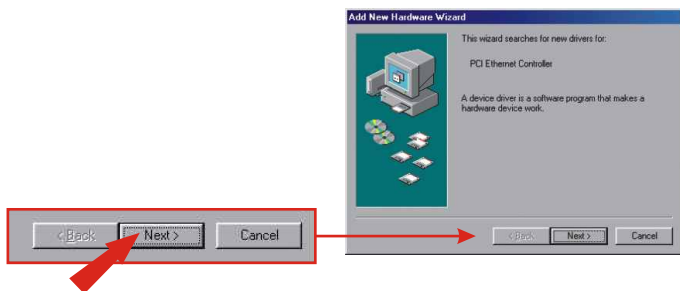 Add New Hardware Wizard
This wizard searches for new drivers for:
PCI Ethernet Controller
A device driver is a software program that makes a
hardware device work.
< Back Next > Cancel
< Back Next > Cancel